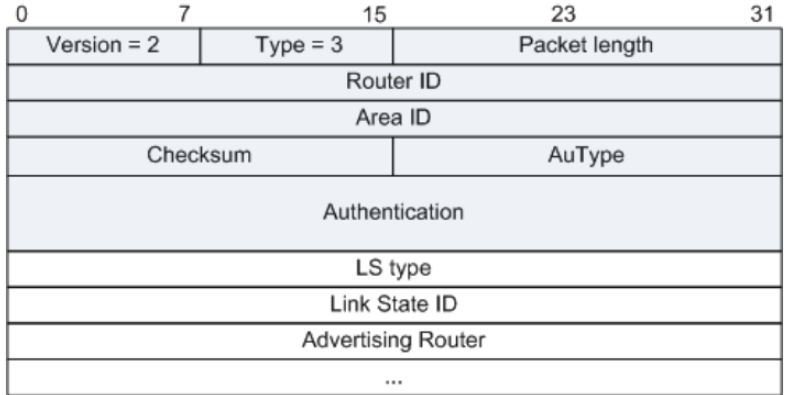 0 7 15 23 31
Version = 2 Type = 3 Packet length
Router ID
Area ID
Checksum AuType
Authentication
LS type
Link State ID
Advertising Router
...